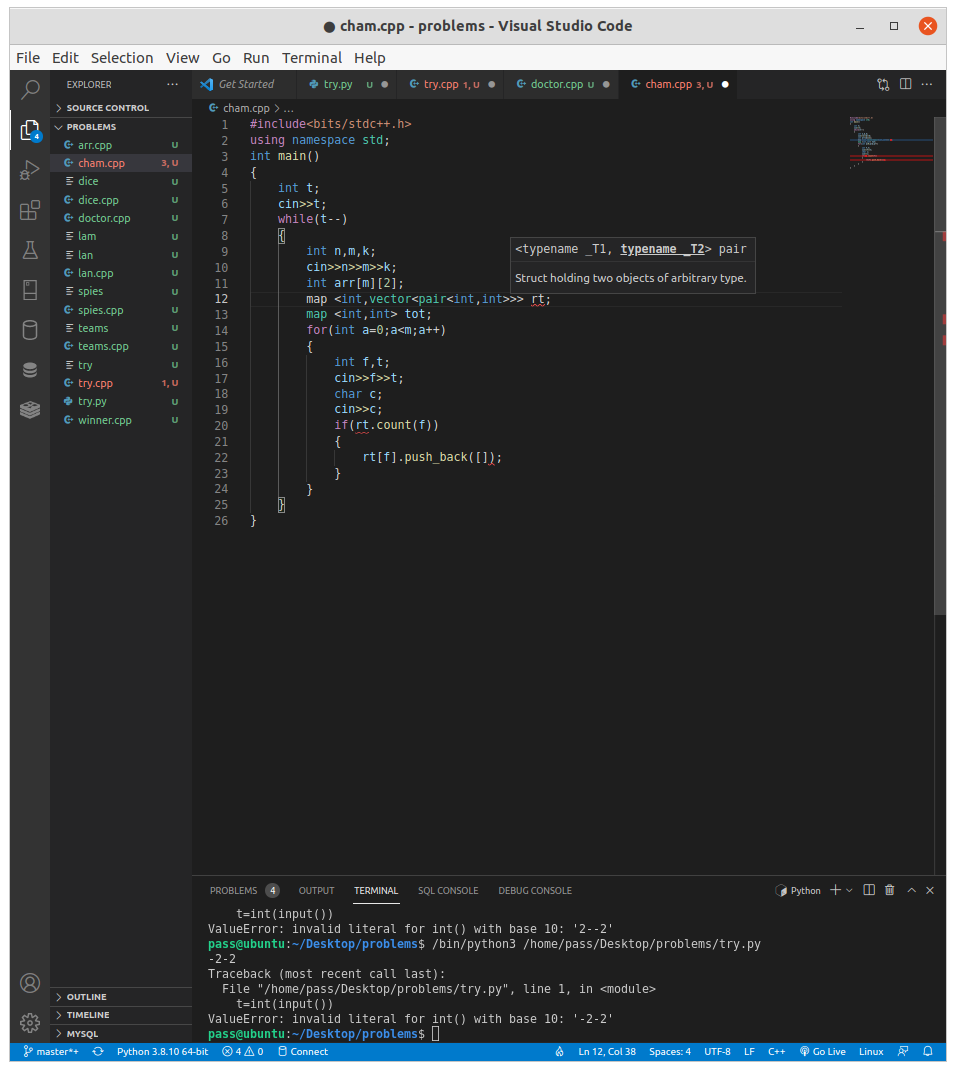 cham.cpp - problems - Visual Studio Code
File Edit Selection View Go Run Terminal Help
EXPLORER ...
SOURCE CONTROL
PROBLEMS
arr.cpp U
cham.cpp 3, U
dice U
dice.cpp U
doctor.cpp U
lam U
lan U
lan.cpp U
spies U
spies.cpp U
teams U
teams.cpp U
try U
try.cpp 1, U
try.py U
winner.cpp U
OUTLINE
TIMELINE
MYSQL
4
Get Started try.py U try.cpp 1, U doctor.cpp U cham.cpp 3, U ...
cham.cpp > ...
1 #include<bits/stdc++.h>
2 using namespace std;
3 int main()
4 {
5 int t;
6 cin>>t;
7 while(t--)
8 {
9 int n,m,k;
10 cin>>n>>m>>k;
11 int arr[m][2];
12 map <int,vector<pair<int,int>>> rt;
13 map <int,int> tot;
14 for(int a=0;a<m;a++)
15 {
16 int f,t;
17 cin>>f>>t;
18 char c;
19 cin>>c;
20 if(rt.count(f))
21 {
22 rt[f].push_back([]);
23 }
24 }
25 }
26 }
<typename _T1, typename _T2> pair
Struct holding two objects of arbitrary type.
PROBLEMS 4 OUTPUT TERMINAL SQL CONSOLE DEBUG CONSOLE Python
t=int(input())
ValueError: invalid literal for int() with base 10: '2--2'
pass@ubuntu:~/Desktop/problems$ /bin/python3 /home/pass/Desktop/problems/try.py
-2-2
Traceback (most recent call last):
File "/home/pass/Desktop/problems/try.py", line 1, in <module>
t=int(input())
ValueError: invalid literal for int() with base 10: '-2-2'
pass@ubuntu:~/Desktop/problems$
master*+ Python 3.8.10 64-bit 4 0 Connect Ln 12, Col 38 Spaces: 4 UTF-8 LF C++ Go Live Linux